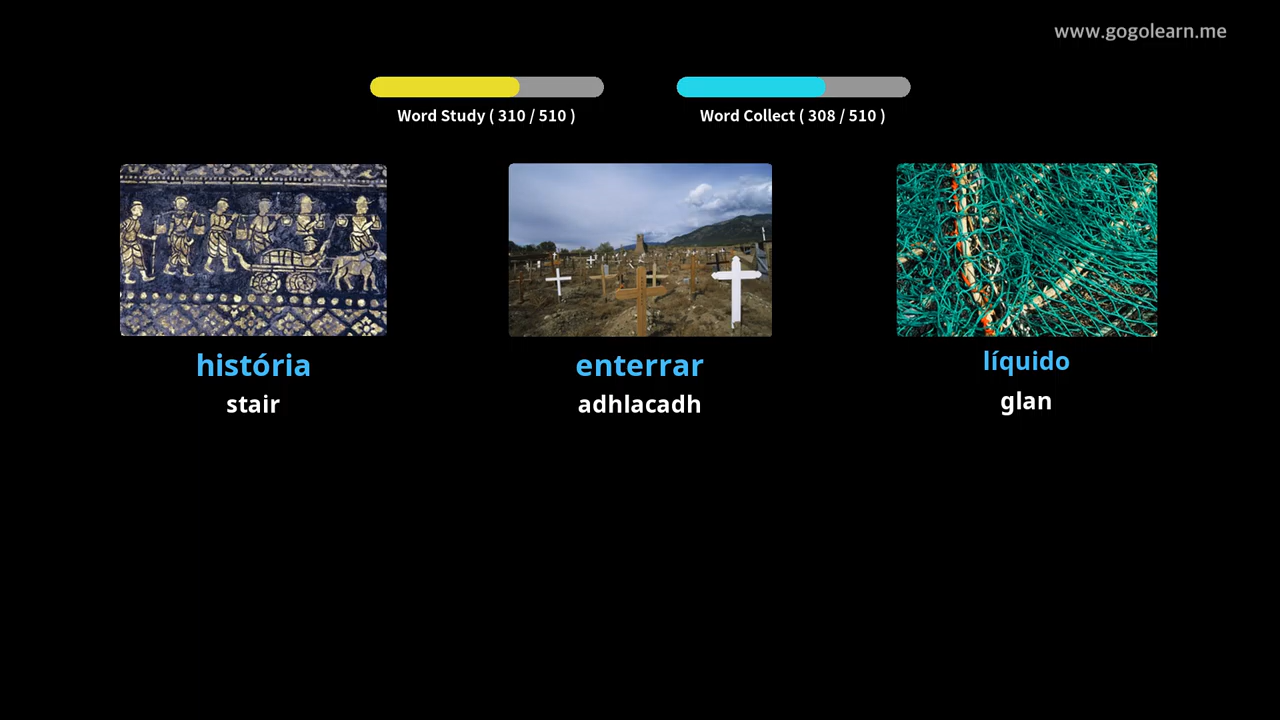 www.gogolearn.me
Word Study ( 310 / 510 )
Word Collect ( 308 / 510 )
história
stair
enterrar
adhlacadh
líquido
glan